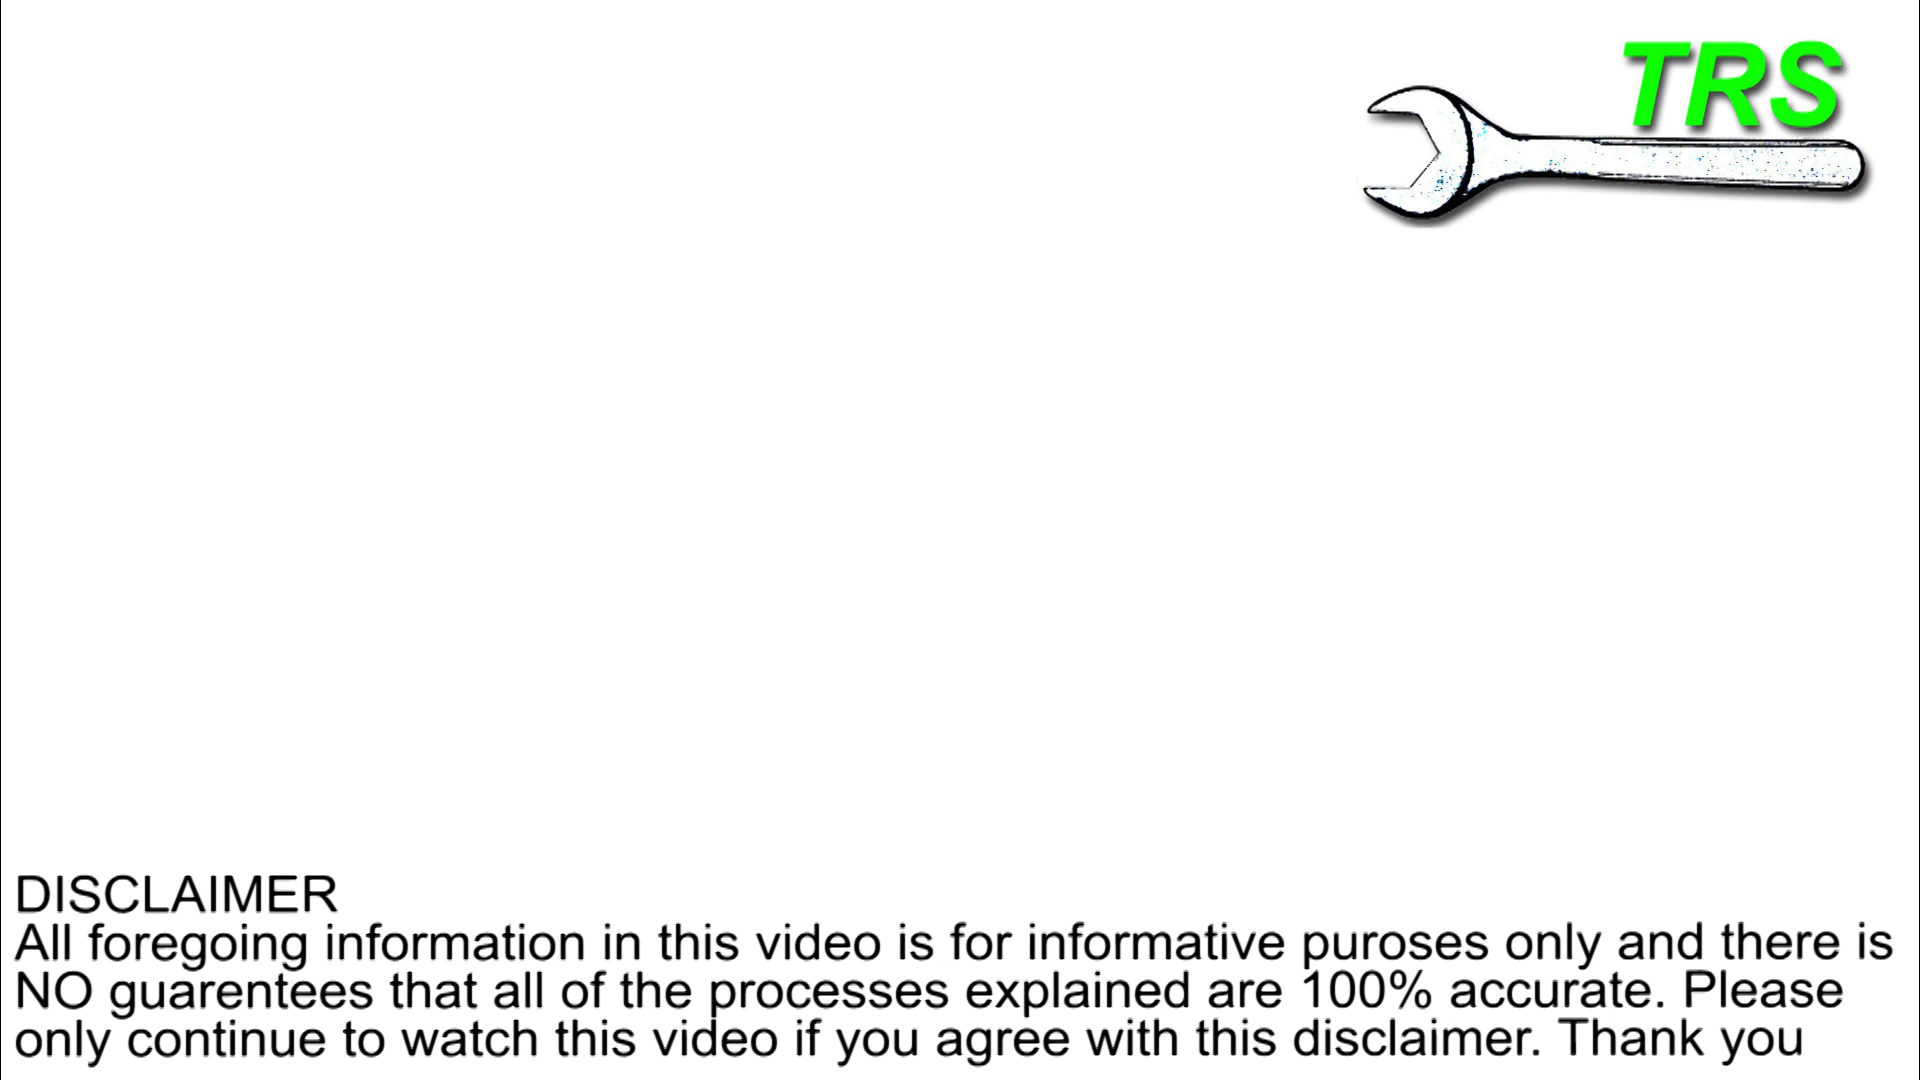 TRS
DISCLAIMER
All foregoing information in this video is for informative puroses only and there is
NO guarentees that all of the processes explained are 100% accurate. Please
only continue to watch this video if you agree with this disclaimer. Thank you